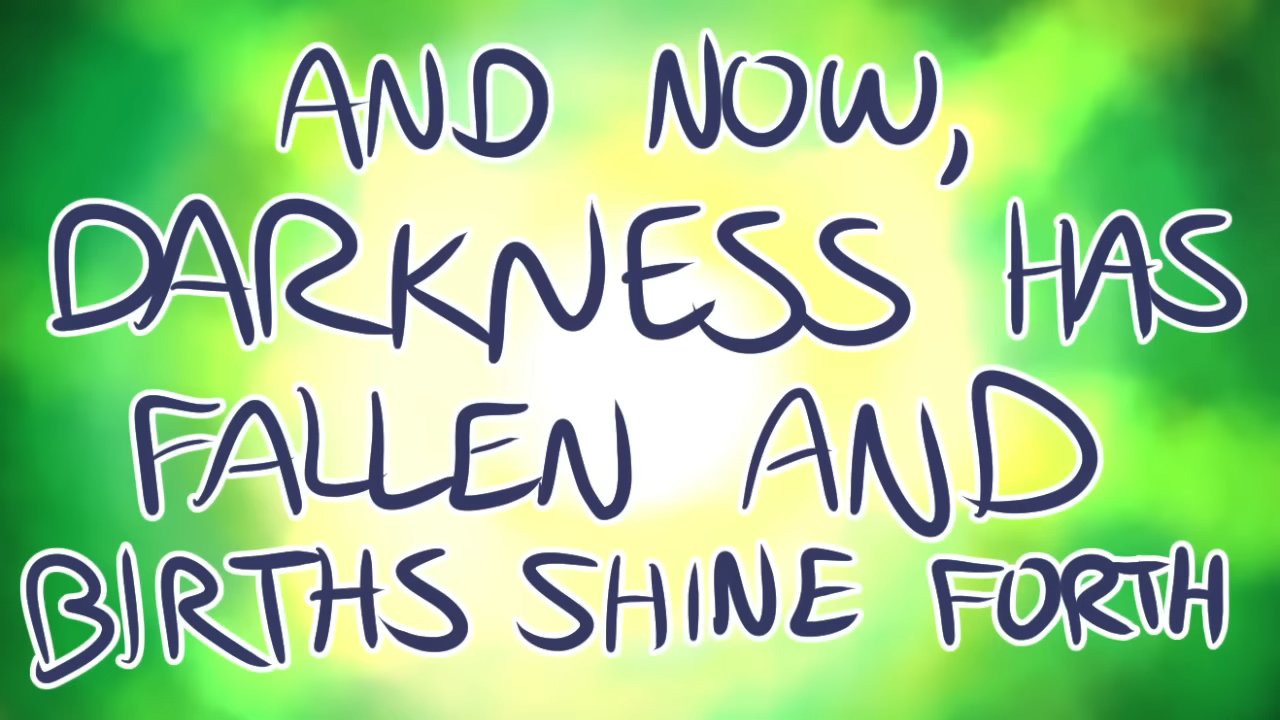 AND NOW,
DARKNESS HAS
FALLEN AND
BIRTHS SHINE FORTH